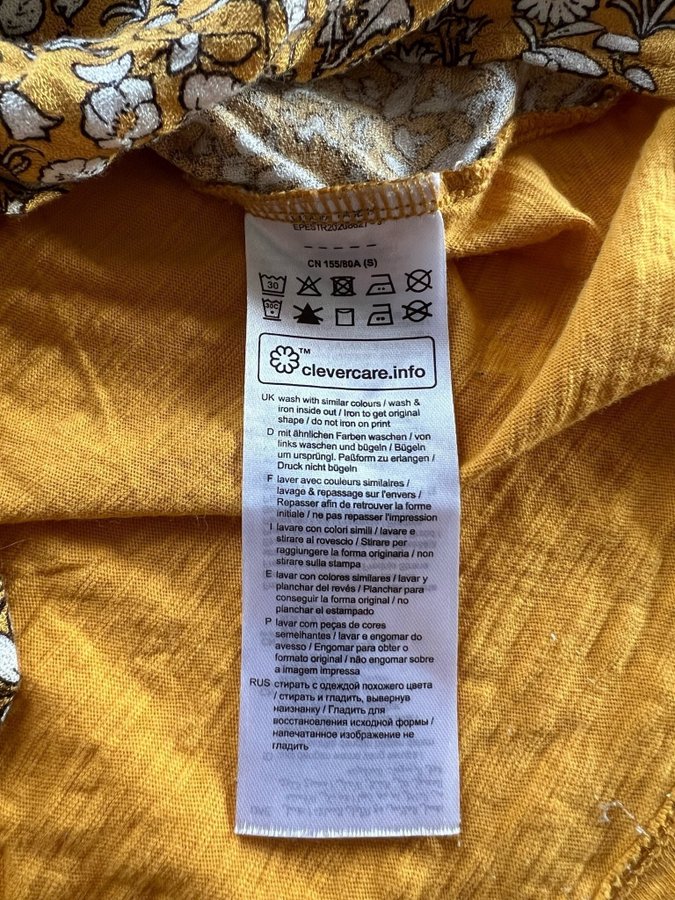 CN 155/80A (S)
30
30C
™
clevercare.info
UK wash with similar colours / wash &
iron inside out / Iron to get original
shape / do not iron on print
D mit ähnlichen Farben waschen / von
links waschen und bügeln / Bügeln
um ursprüngl. Paßform zu erlangen /
Druck nicht bügeln
F laver avec couleurs similaires /
lavage & repassage sur l'envers /
Repasser afin de retrouver la forme
initiale / ne pas repasser l'impression
I lavare con colori simili / lavare e
stirare al rovescio / Stirare per
raggiungere la forma originaria / non
stirare sulla stampa
E lavar con colores similares / lavar y
planchar del revés / Planchar para
conseguir la forma original / no
planchar el estampado
P lavar com peças de cores
semelhantes / lavar e engomar do
avesso / Engomar para obter o
formato original / não engomar sobre
a imagem impressa
RUS стирать с одеждой похожего цвета
/ стирать и гладить, вывернув
наизнанку / Гладить для
восстановления исходной формы /
напечатанное изображение не
гладить